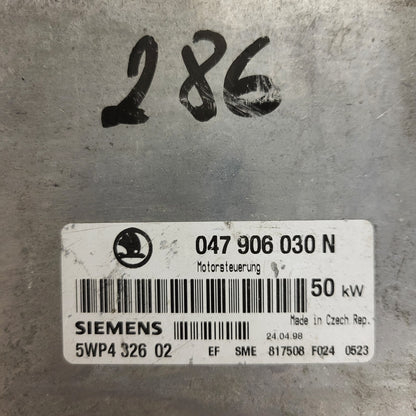 286
047 906 030 N
Motorsteuerung
50 kW
Made in Czech Rep.
SIEMENS
24.04.98
5WP4 326 02 EF SME 817508 F024 0523